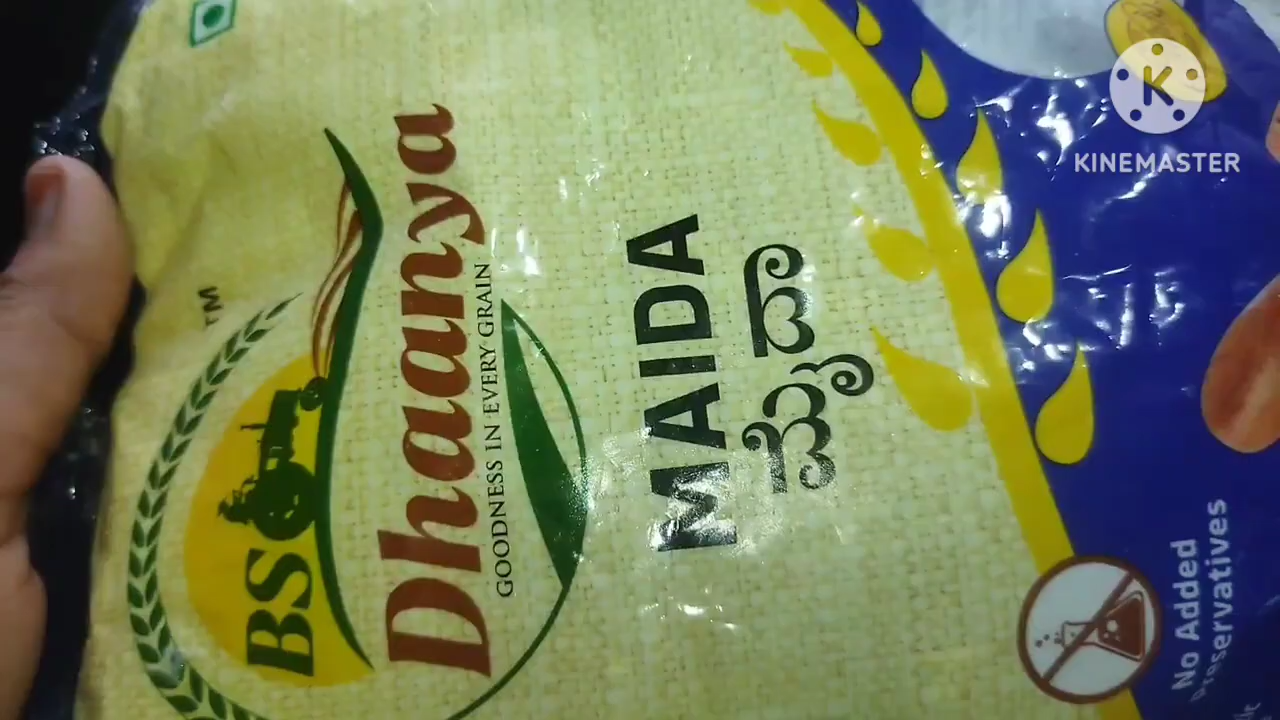 BS
Dhaanya
TM
GOODNESS IN EVERY GRAIN
MAIDA
ಮೈದಾ
No Added
Preservatives
KINEMASTER